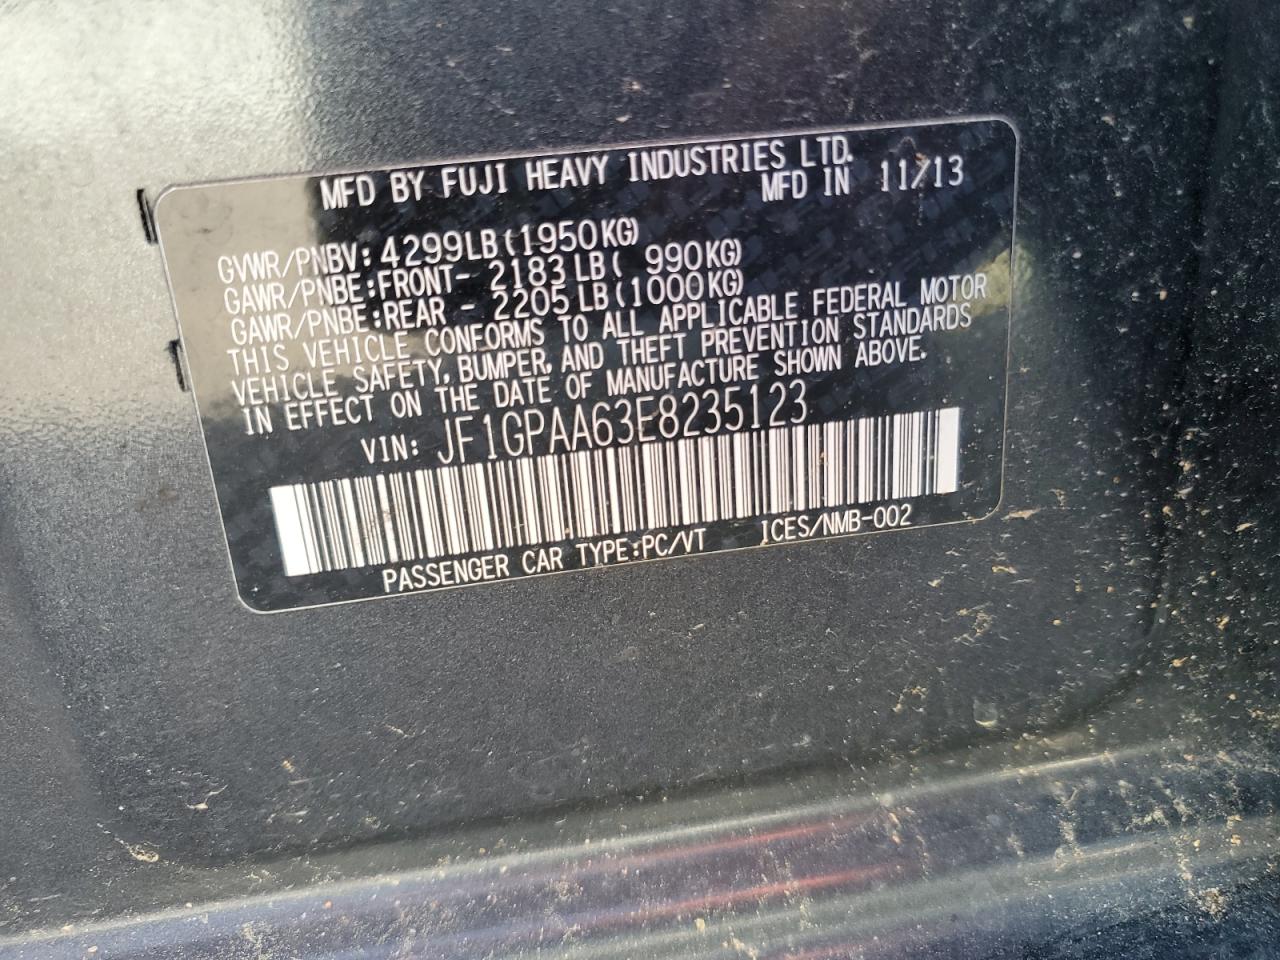 MFD BY FUJI HEAVY INDUSTRIES LTD.
MFD IN 11/13
GVWR/PNBV: 4299LB(1950KG)
GAWR/PNBE:FRONT- 2183LB( 990KG)
GAWR/PNBE:REAR - 2205LB(1000KG)
THIS VEHICLE CONFORMS TO ALL APPLICABLE FEDERAL MOTOR
VEHICLE SAFETY, BUMPER, AND THEFT PREVENTION STANDARDS
IN EFFECT ON THE DATE OF MANUFACTURE SHOWN ABOVE.
VIN: JF1GPAA63E8235123
PASSENGER CAR TYPE:PC/VT ICES/NMB-002